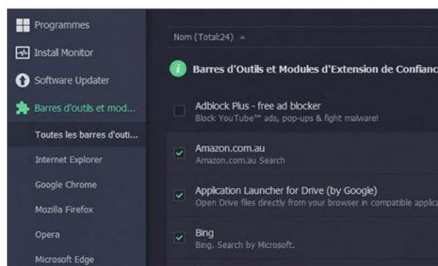 Programmes
Install Monitor
Software Updater
Barres d'outils et mod...
Toutes les barres d'outi...
Internet Explorer
Google Chrome
Mozilla Firefox
Opera
Microsoft Edge
Nom (Total:24)
Barres d'Outils et Modules d'Extension de Confianc
Adblock Plus - free ad blocker
Block YouTube™ ads, pop-ups & fight malware!
Amazon.com.au
Amazon.com.au Search
Application Launcher for Drive (by Google)
Open Drive files directly from your browser in compatible applica
Bing
Bing. Search by Microsoft.